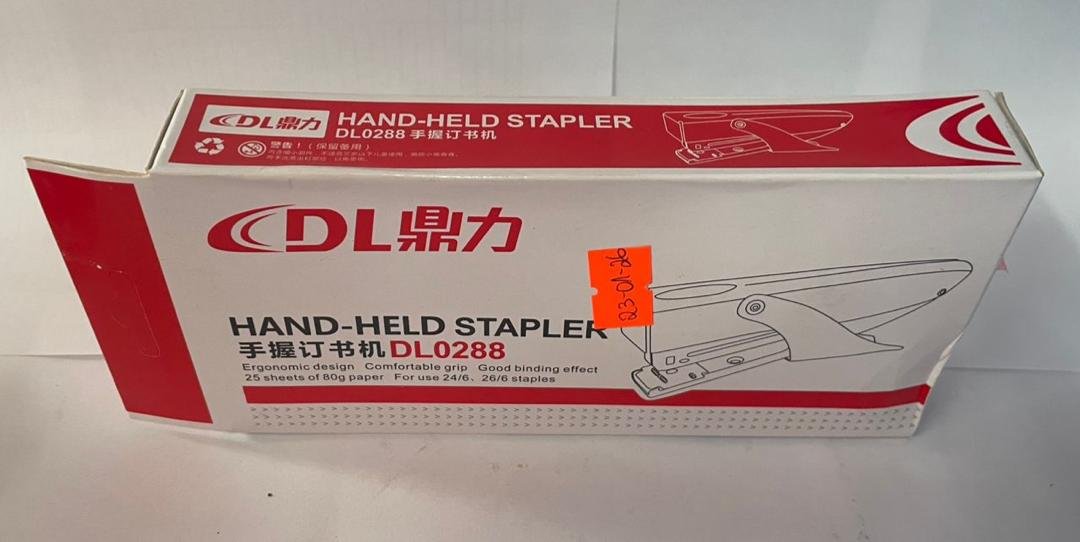 CDL鼎力
HAND-HELD STAPLER
DL0288 手握订书机
警告！（保留备用）
CDL鼎力
23-01-26
HAND-HELD STAPLER
手握订书机DL0288
Ergonomic design Comfortable grip Good binding effect
25 sheets of 80g paper For use 24/6、26/6 staples